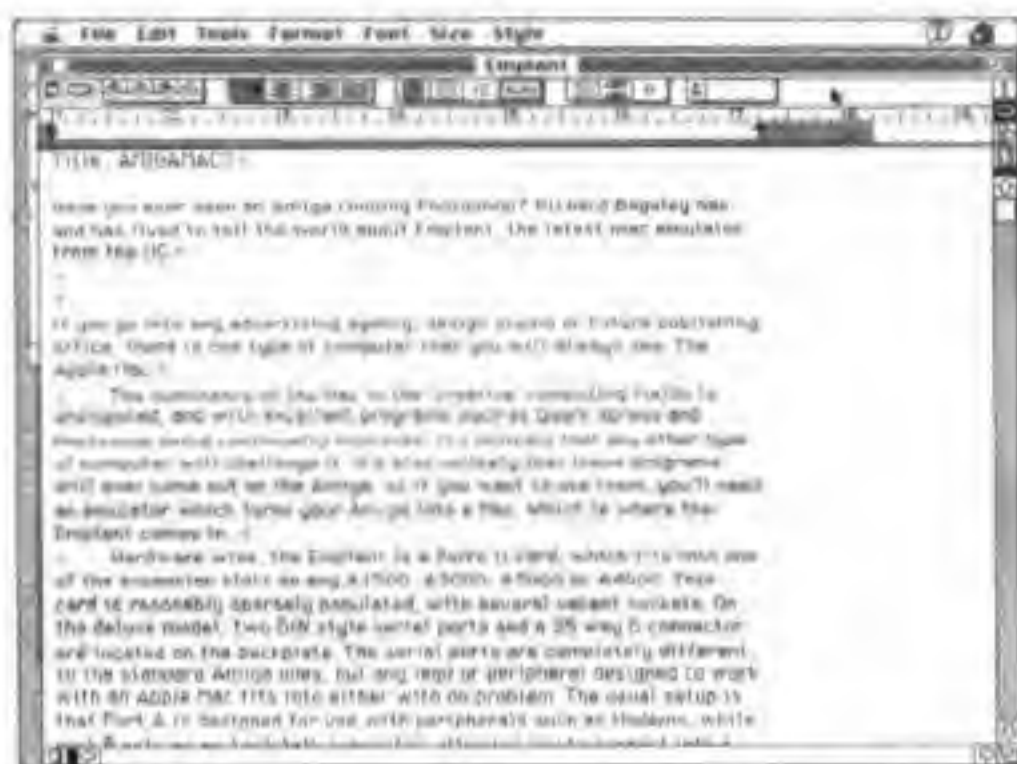 File Edit Tools Format Font Size Style
Emplant
Title: AMIGAMAC
Have you ever seen an Amiga running Photoshop? Richard Bagsley has
and has lived to tell the world about Emplant, the latest mac emulator
from the
If you go into any advertising agency, design studio or Future publishing
office, there is one type of computer that you will always see. The
Apple Mac.
The dominance of the Mac in the creative computing fields is
undisputed, and with excellent programs such as Quark Xpress and
Photoshop being continually improved, it's unlikely that any other type
of computer will challenge it. It's also unlikely that these programs
will ever come out on the Amiga, so if you want to use them, you'll need
an emulator which turns your Amiga into a Mac. Which is where the
Emplant comes in.
Hardware wise, the Emplant is a Zorro II card, which fits into one
of the expansion slots on any A1500, A2000, A3000 or A4000. This
card is reasonably sparsely populated, with several vacant sockets. On
the deluxe model, two DIN style serial ports and a 25 way D connector
are located on the backplate. The serial ports are completely different
to the standard Amiga ones, but any lead or peripheral designed to work
with an Apple Mac fits into either with no problem. The usual setup is
that Port A is designed for use with peripherals such as Modems, while